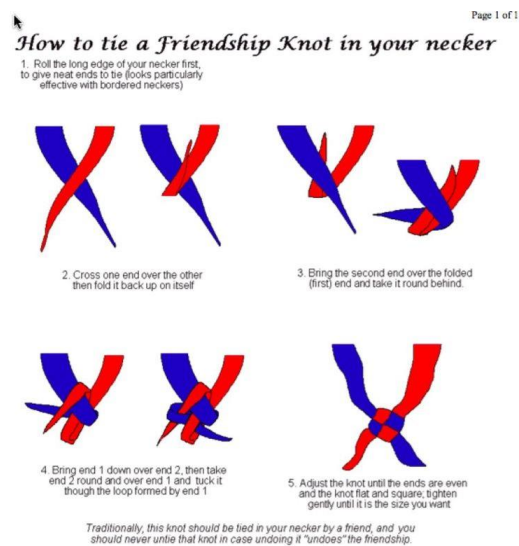 Page 1 of 1
How to tie a Friendship Knot in your necker
1. Roll the long edge of your necker first,
to give neat ends to tie (looks particularly
effective with bordered neckers)
2. Cross one end over the other
then fold it back up on itself
3. Bring the second end over the folded
(first) end and take it round behind.
4. Bring end 1 down over end 2, then take
end 2 round and over end 1 and tuck it
though the loop formed by end 1
5. Adjust the knot until the ends are even
and the knot flat and square; tighten
gently until it is the size you want
Traditionally, this knot should be tied in your necker by a friend, and you
should never untie that knot in case undoing it "undoes" the friendship.